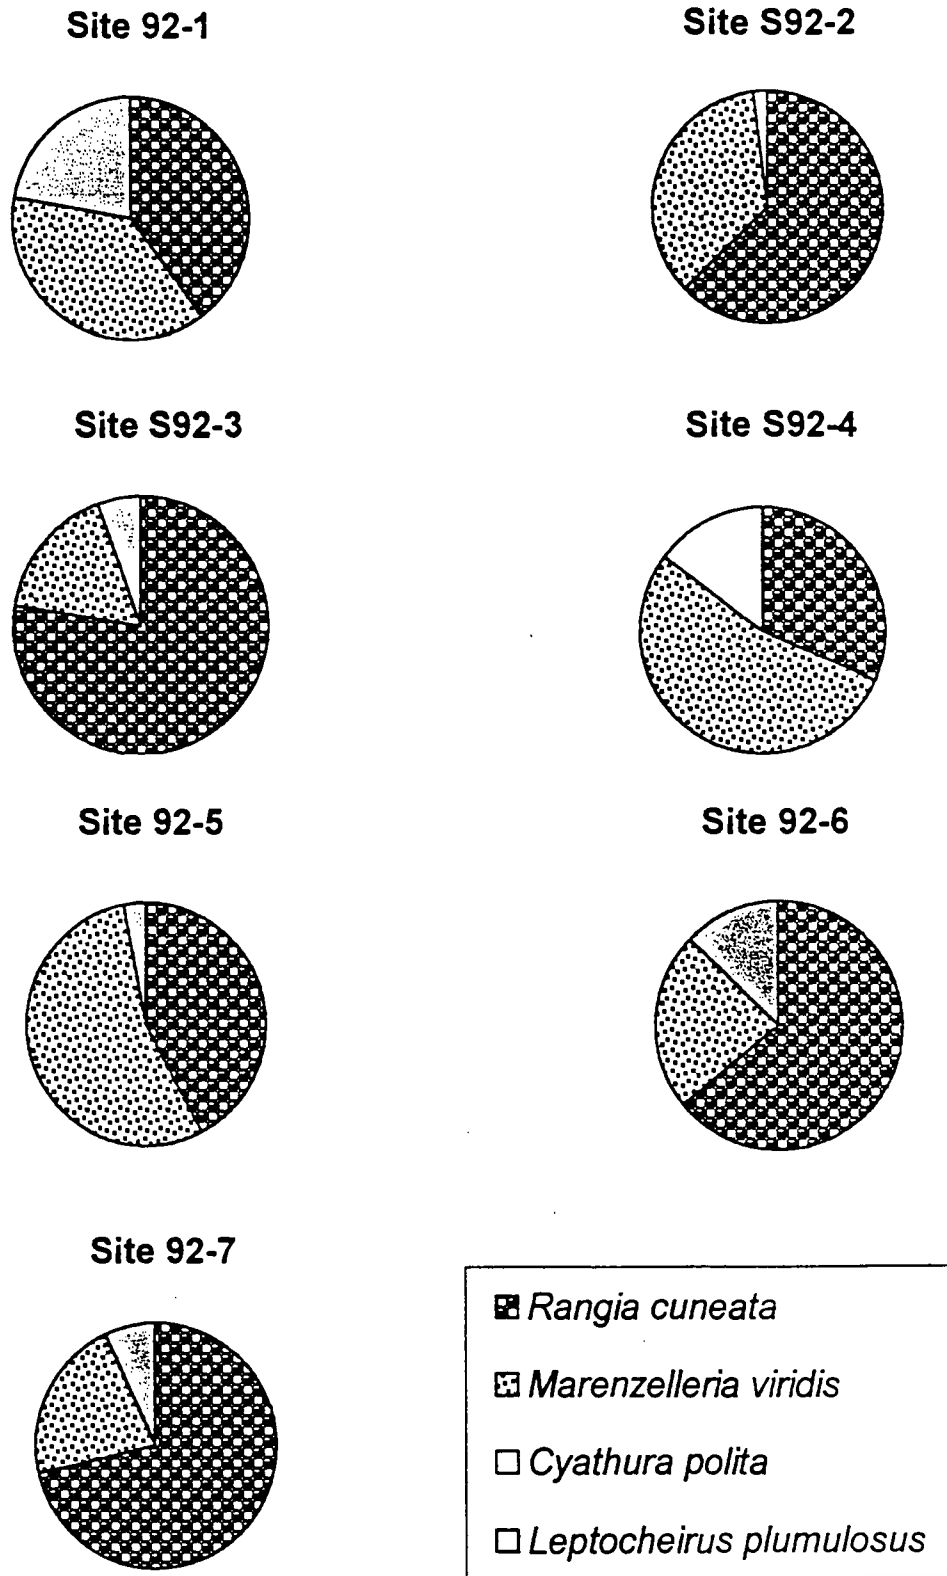 Site 92-1
Site S92-2
Site S92-3
Site S92-4
Site 92-5
Site 92-6
Site 92-7
Rangia cuneata
Marenzelleria viridis
Cyathura polita
Leptocheirus plumulosus